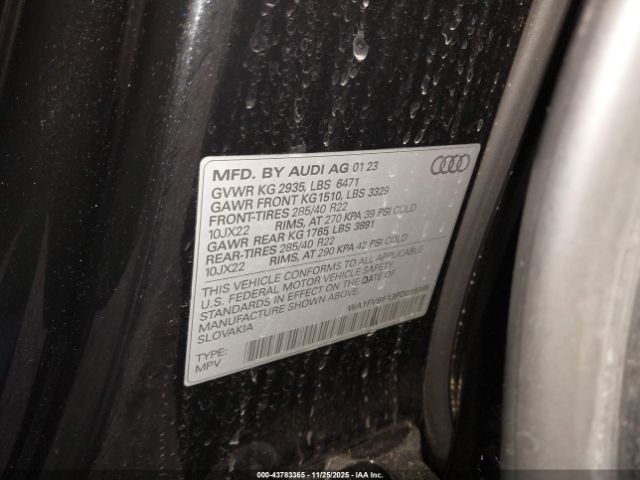 MFD. BY AUDI AG 01 23
GVWR KG 2935, LBS 6471
GAWR FRONT KG1510, LBS 3329
FRONT-TIRES 285/40 R22
10JX22 RIMS, AT 270 KPA 39 PSI COLD
GAWR REAR KG 1765 LBS 3891
REAR-TIRES 285/40 R22
10JX22 RIMS, AT 290 KPA 42 PSI COLD
THIS VEHICLE CONFORMS TO ALL APPLICABLE
U.S. FEDERAL MOTOR VEHICLE SAFETY
STANDARDS IN EFFECT ON THE DATE OF
MANUFACTURE SHOWN ABOVE.
SLOVAKIA
TYPE:
MPV
000-43783365 - 11/25/2025 - IAAI.COM COPART